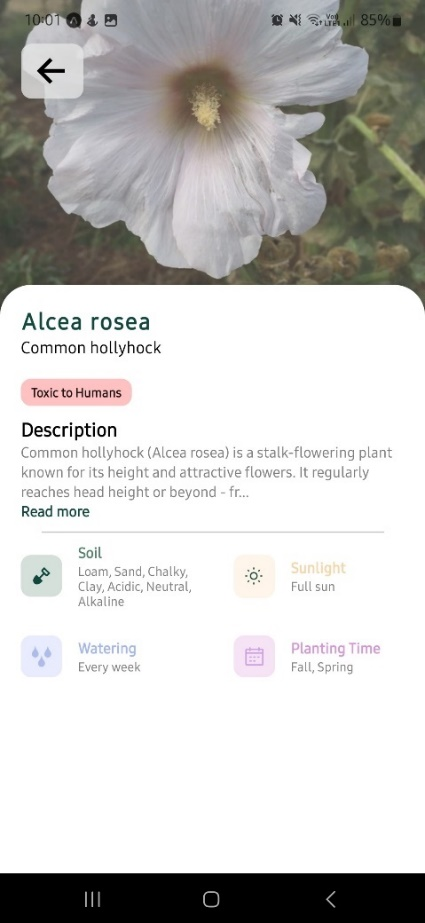 10:01
85%
Alcea rosea
Common hollyhock
Toxic to Humans
Description
Common hollyhock (Alcea rosea) is a stalk-flowering plant
known for its height and attractive flowers. It regularly
reaches head height or beyond - fr...
Read more
Soil
Loam, Sand, Chalky,
Clay, Acidic, Neutral,
Alkaline
Sunlight
Full sun
Watering
Every week
Planting Time
Fall, Spring